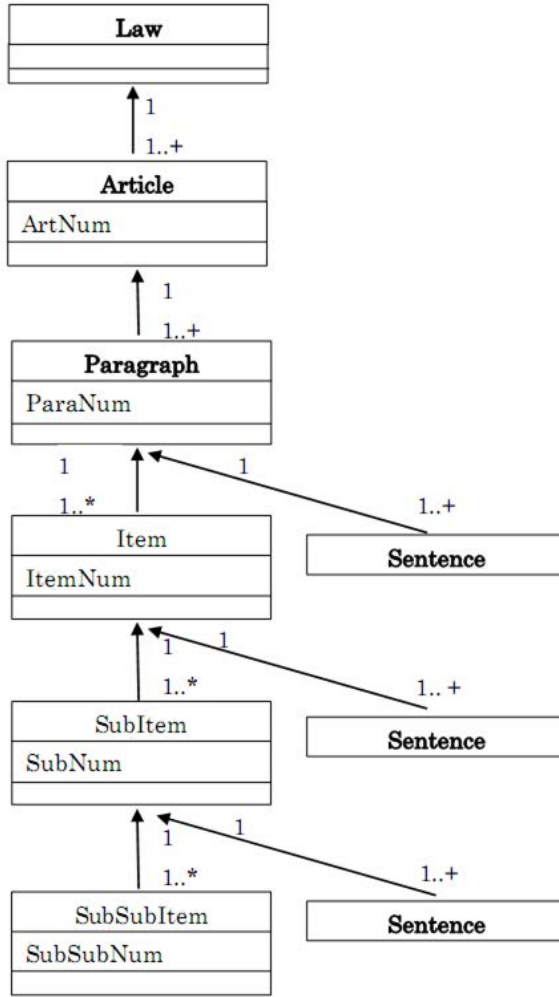 Law
1
1..+
Article
ArtNum
1
1..+
Paragraph
ParaNum
1
1
1..*
1..+
Item
Sentence
ItemNum
1
1
1..*
1.. +
SubItem
Sentence
SubNum
1
1
1..*
1..+
SubSubItem
Sentence
SubSubNum